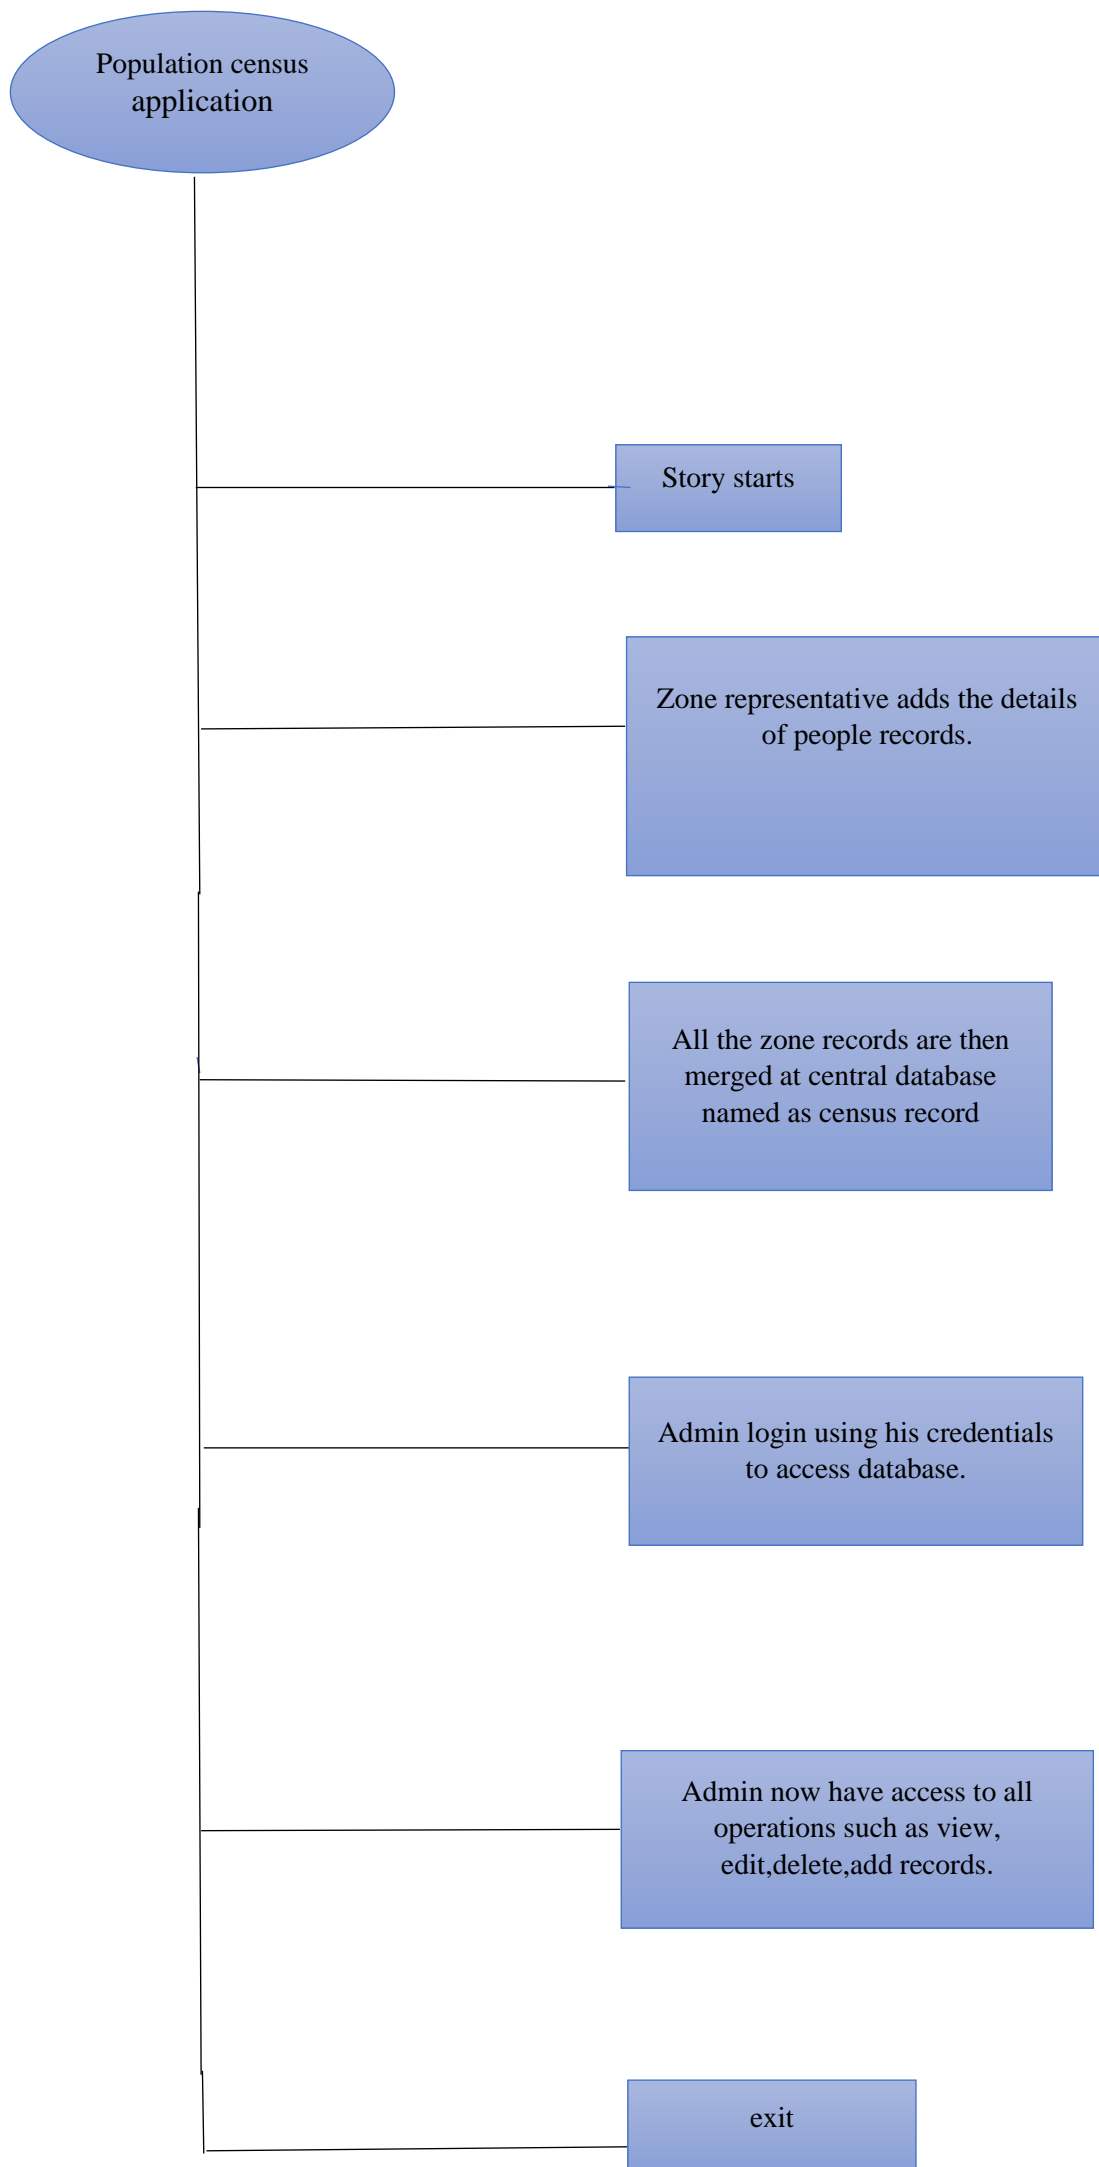 Population census
application
Story starts
Zone representative adds the details
of people records.
All the zone records are then
merged at central database
named as census record
Admin login using his credentials
to access database.
Admin now have access to all
operations such as view,
edit,delete,add records.
exit